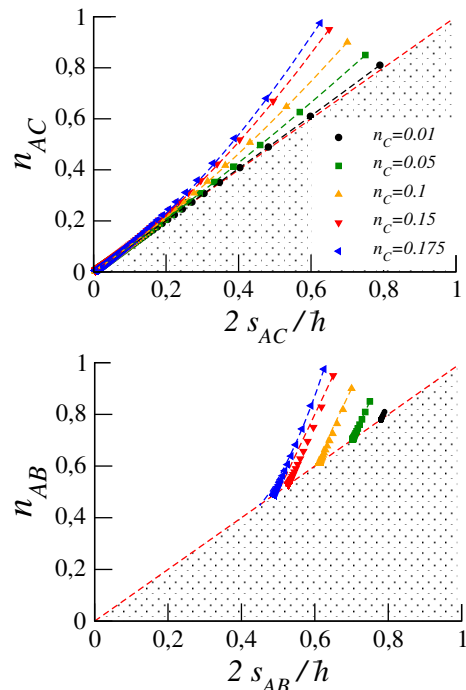 1
0,8
0,6
0,4
0,2
0
n_AC
n_C=0.01
n_C=0.05
n_C=0.1
n_C=0.15
n_C=0.175
0 0,2 0,4 0,6 0,8 1
2 s_AC/ħ
1
0,8
0,6
0,4
0,2
0
n_AB
0 0,2 0,4 0,6 0,8 1
2 s_AB/ħ